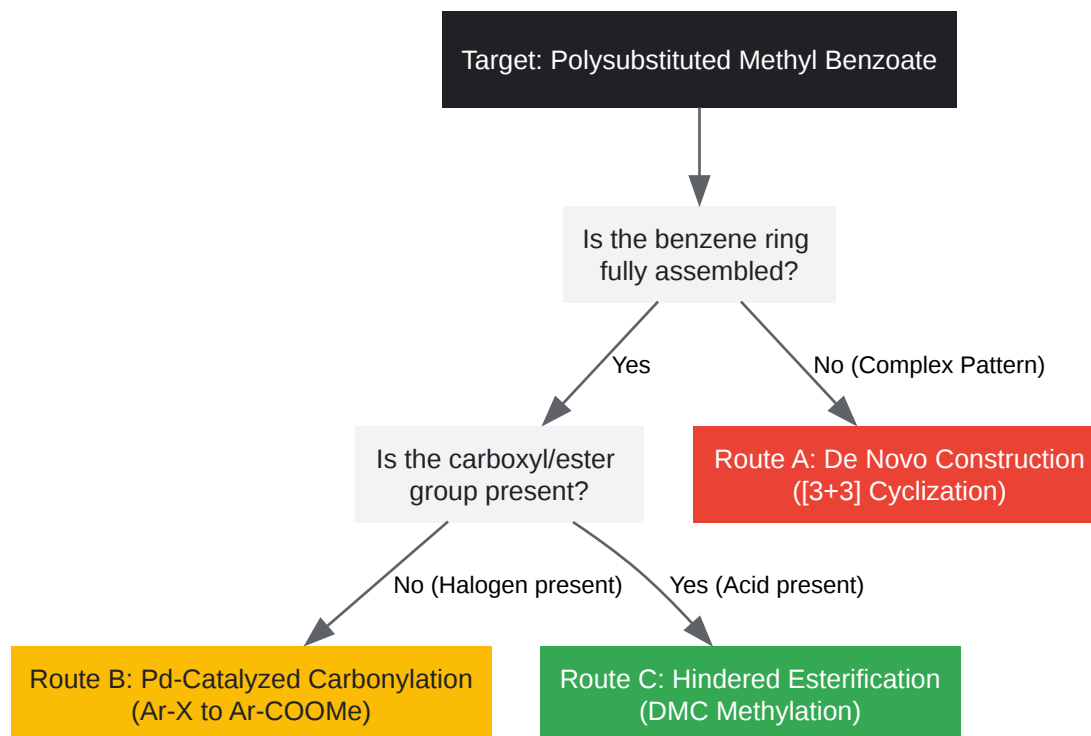 Target: Polysubstituted Methyl Benzoate
Is the benzene ring
fully assembled?
Yes
No (Complex Pattern)
Is the carboxyl/ester
group present?
Route A: De Novo Construction
([3+3] Cyclization)
No (Halogen present)
Yes (Acid present)
Route B: Pd-Catalyzed Carbonylation
(Ar-X to Ar-COOMe)
Route C: Hindered Esterification
(DMC Methylation)